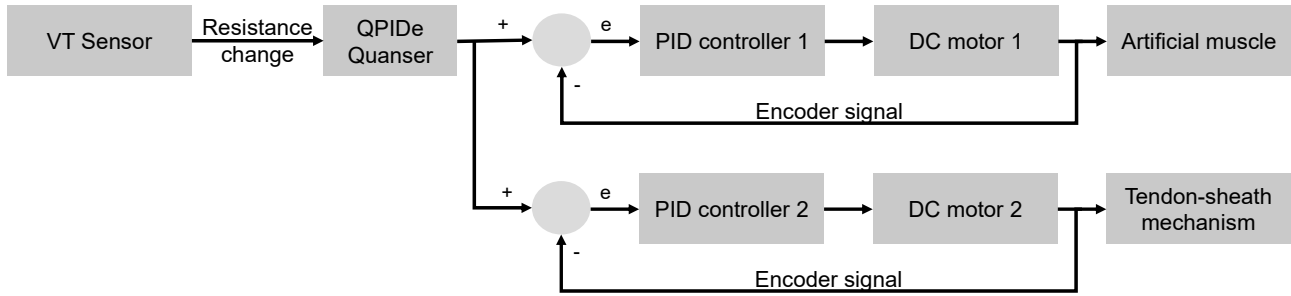 VT Sensor
Resistance
change
QPIDe
Quanser
+
-
e
PID controller 1
DC motor 1
Artificial muscle
Encoder signal
+
-
e
PID controller 2
DC motor 2
Tendon-sheath
mechanism
Encoder signal